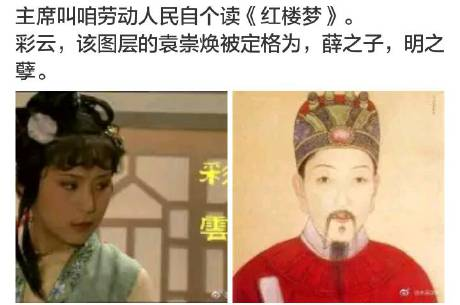 主席叫咱劳动人民自个读《红楼梦》。
彩云，该图层的袁崇焕被定格为，薛之子，明之
孽。
彩
雲